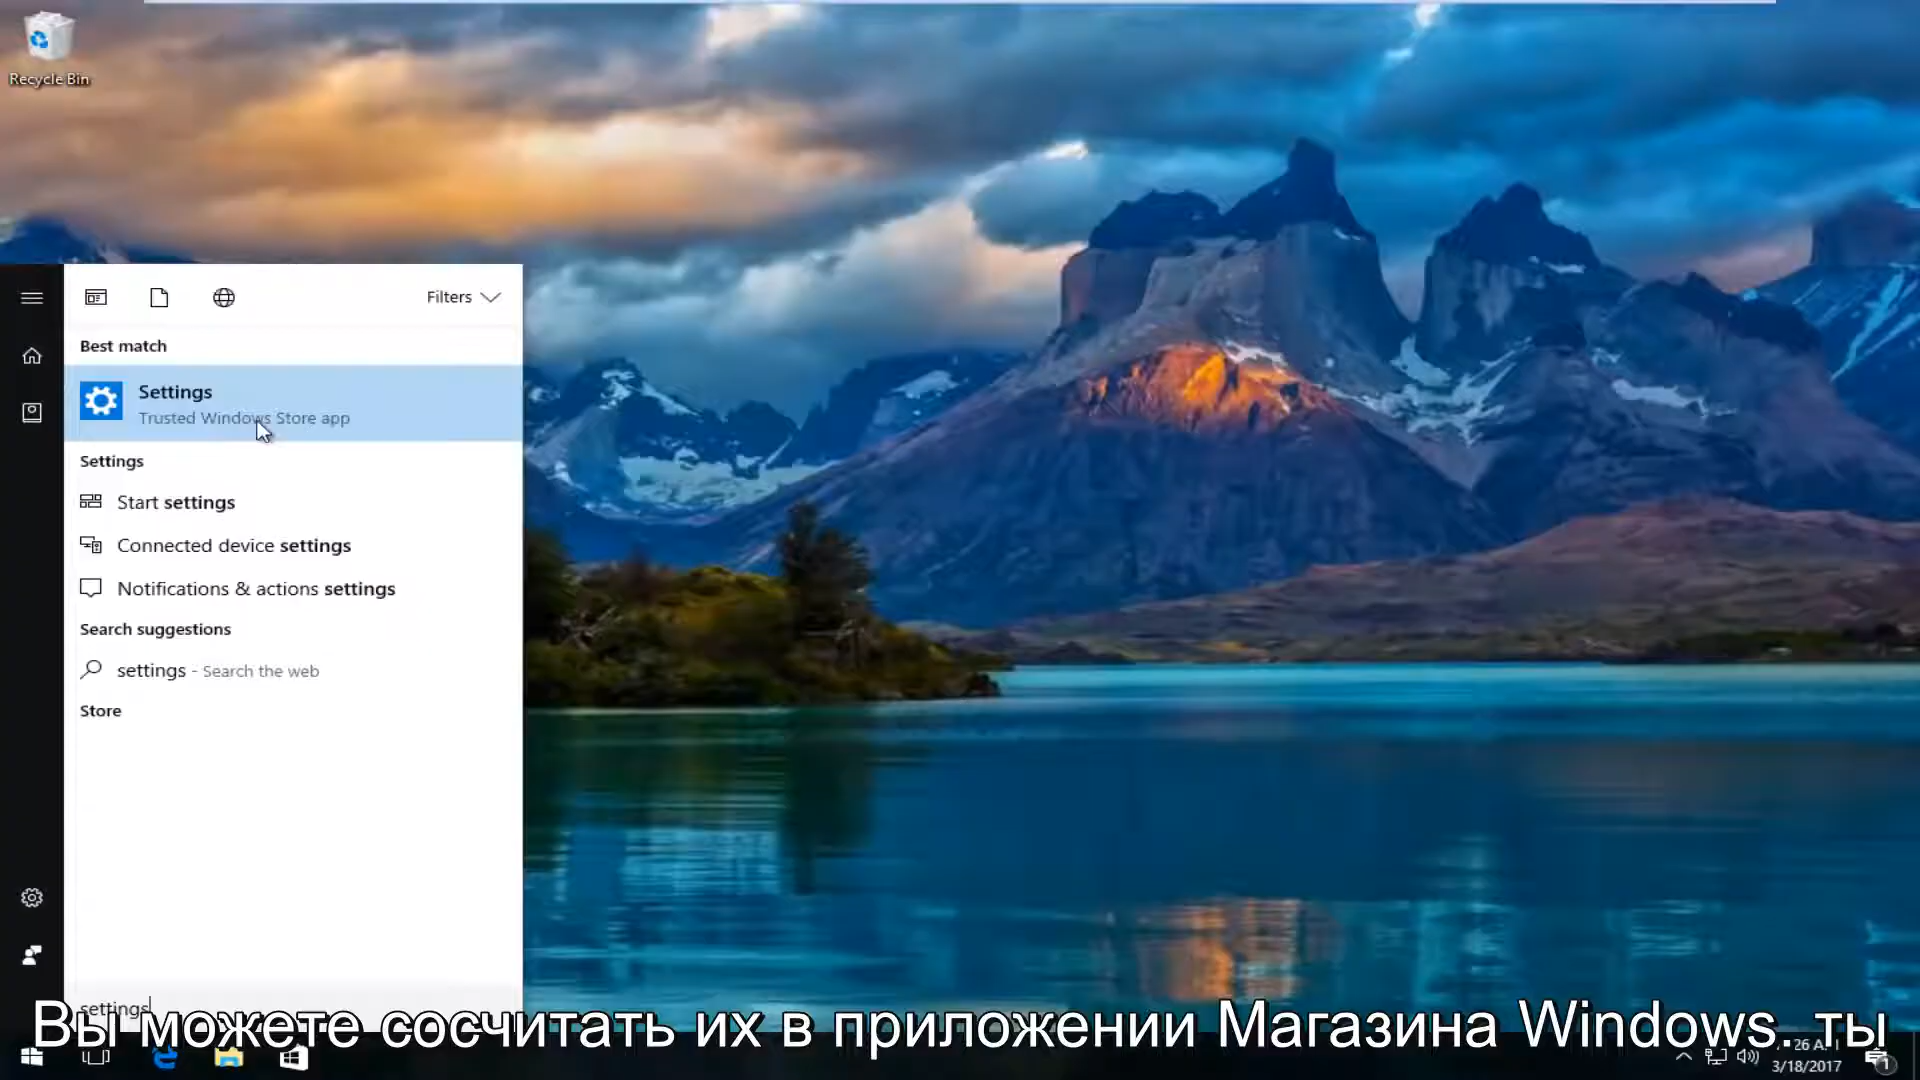 Recycle Bin
Filters
Best match
Settings
Trusted Windows Store app
Settings
Start settings
Connected device settings
Notifications & actions settings
Search suggestions
settings - Search the web
Store
settings
Вы можете сосчитать их в приложении Магазина Windows. ты
3/18/2017
1